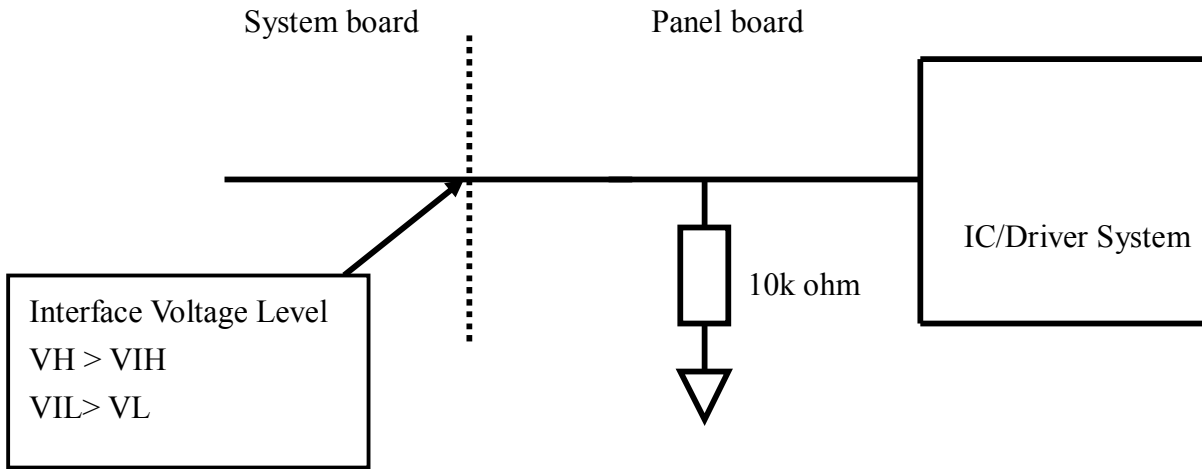 System board
Panel board
IC/Driver System
10k ohm
Interface Voltage Level
VH > VIH
VIL> VL